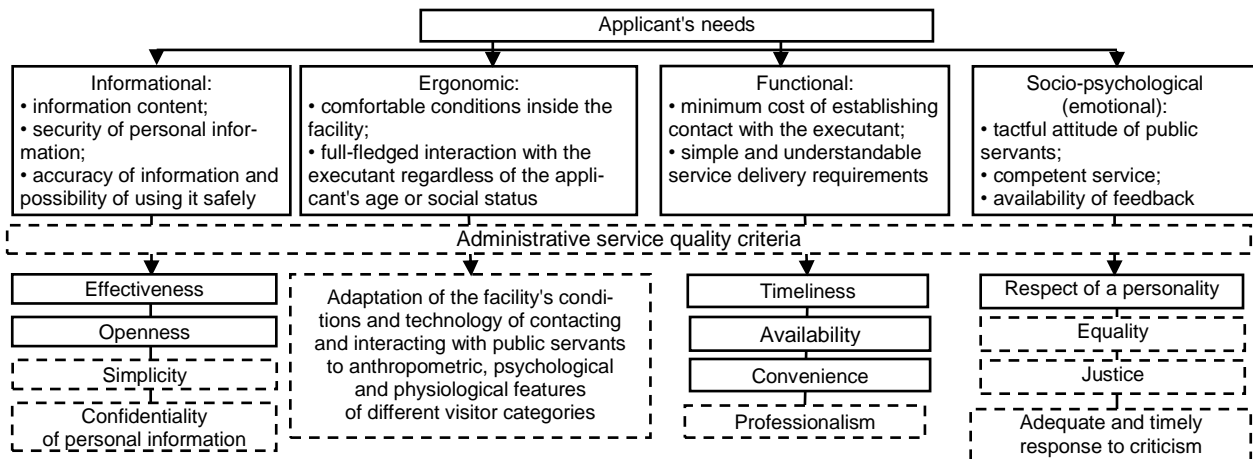 Applicant's needs
Informational:
• information content;
• security of personal infor-
mation;
• accuracy of information and
possibility of using it safely
Ergonomic:
• comfortable conditions inside the
facility;
• full-fledged interaction with the
executant regardless of the appli-
cant's age or social status
Functional:
• minimum cost of establishing
contact with the executant;
• simple and understandable
service delivery requirements
Socio-psychological
(emotional):
• tactful attitude of public
servants;
• competent service;
• availability of feedback
Administrative service quality criteria
Effectiveness
Openness
Simplicity
Confidentiality
of personal information
Adaptation of the facility's condi-
tions and technology of contacting
and interacting with public servants
to anthropometric, psychological
and physiological features
of different visitor categories
Timeliness
Availability
Convenience
Professionalism
Respect of a personality
Equality
Justice
Adequate and timely
response to criticism